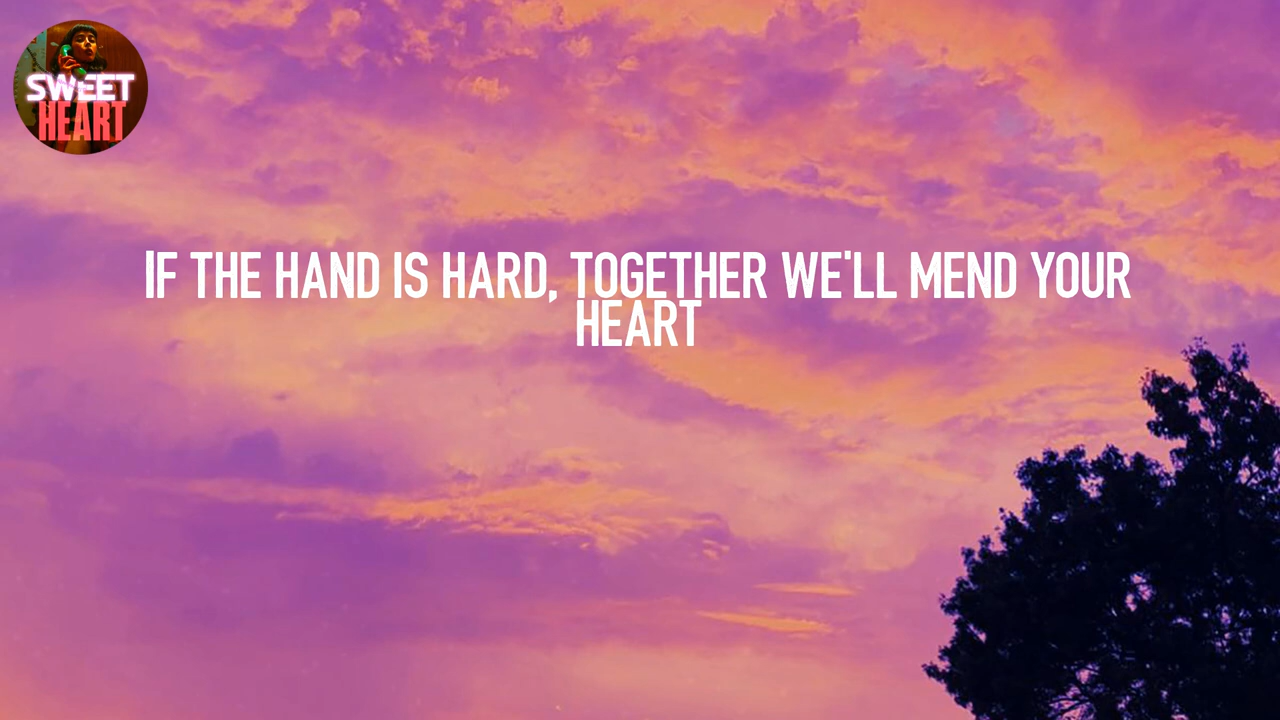 SWEET
HEART
IF THE HAND IS HARD, TOGETHER WE'LL MEND YOUR
HEART